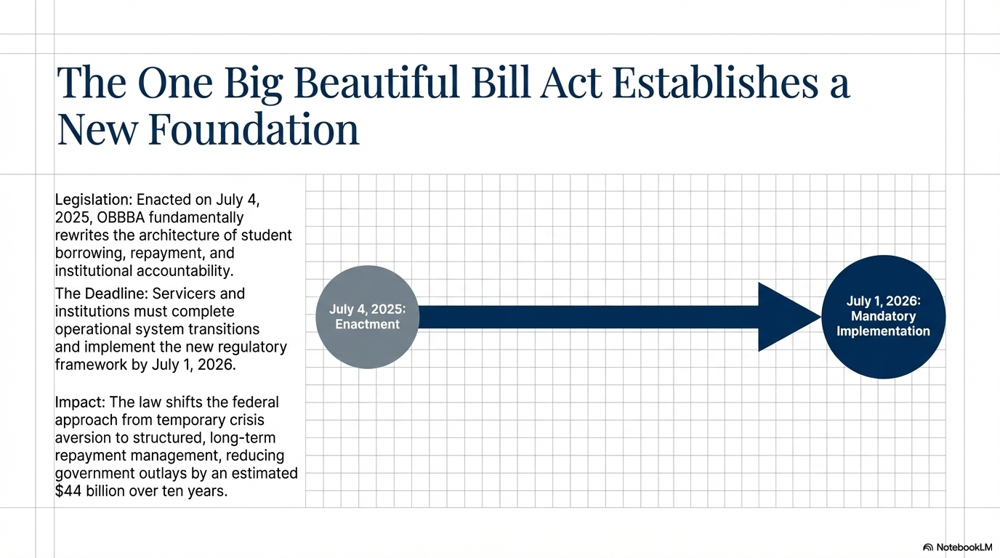 The One Big Beautiful Bill Act Establishes a
New Foundation
Legislation: Enacted on July 4,
2025, OBBBA fundamentally
rewrites the architecture of student
borrowing, repayment, and
institutional accountability.
The Deadline: Servicers and
institutions must complete
operational system transitions
and implement the new regulatory
framework by July 1, 2026.
Impact: The law shifts the federal
approach from temporary crisis
aversion to structured, long-term
repayment management, reducing
government outlays by an estimated
$44 billion over ten years.
July 4, 2025:
Enactment
July 1, 2026:
Mandatory
Implementation
NotebookLM